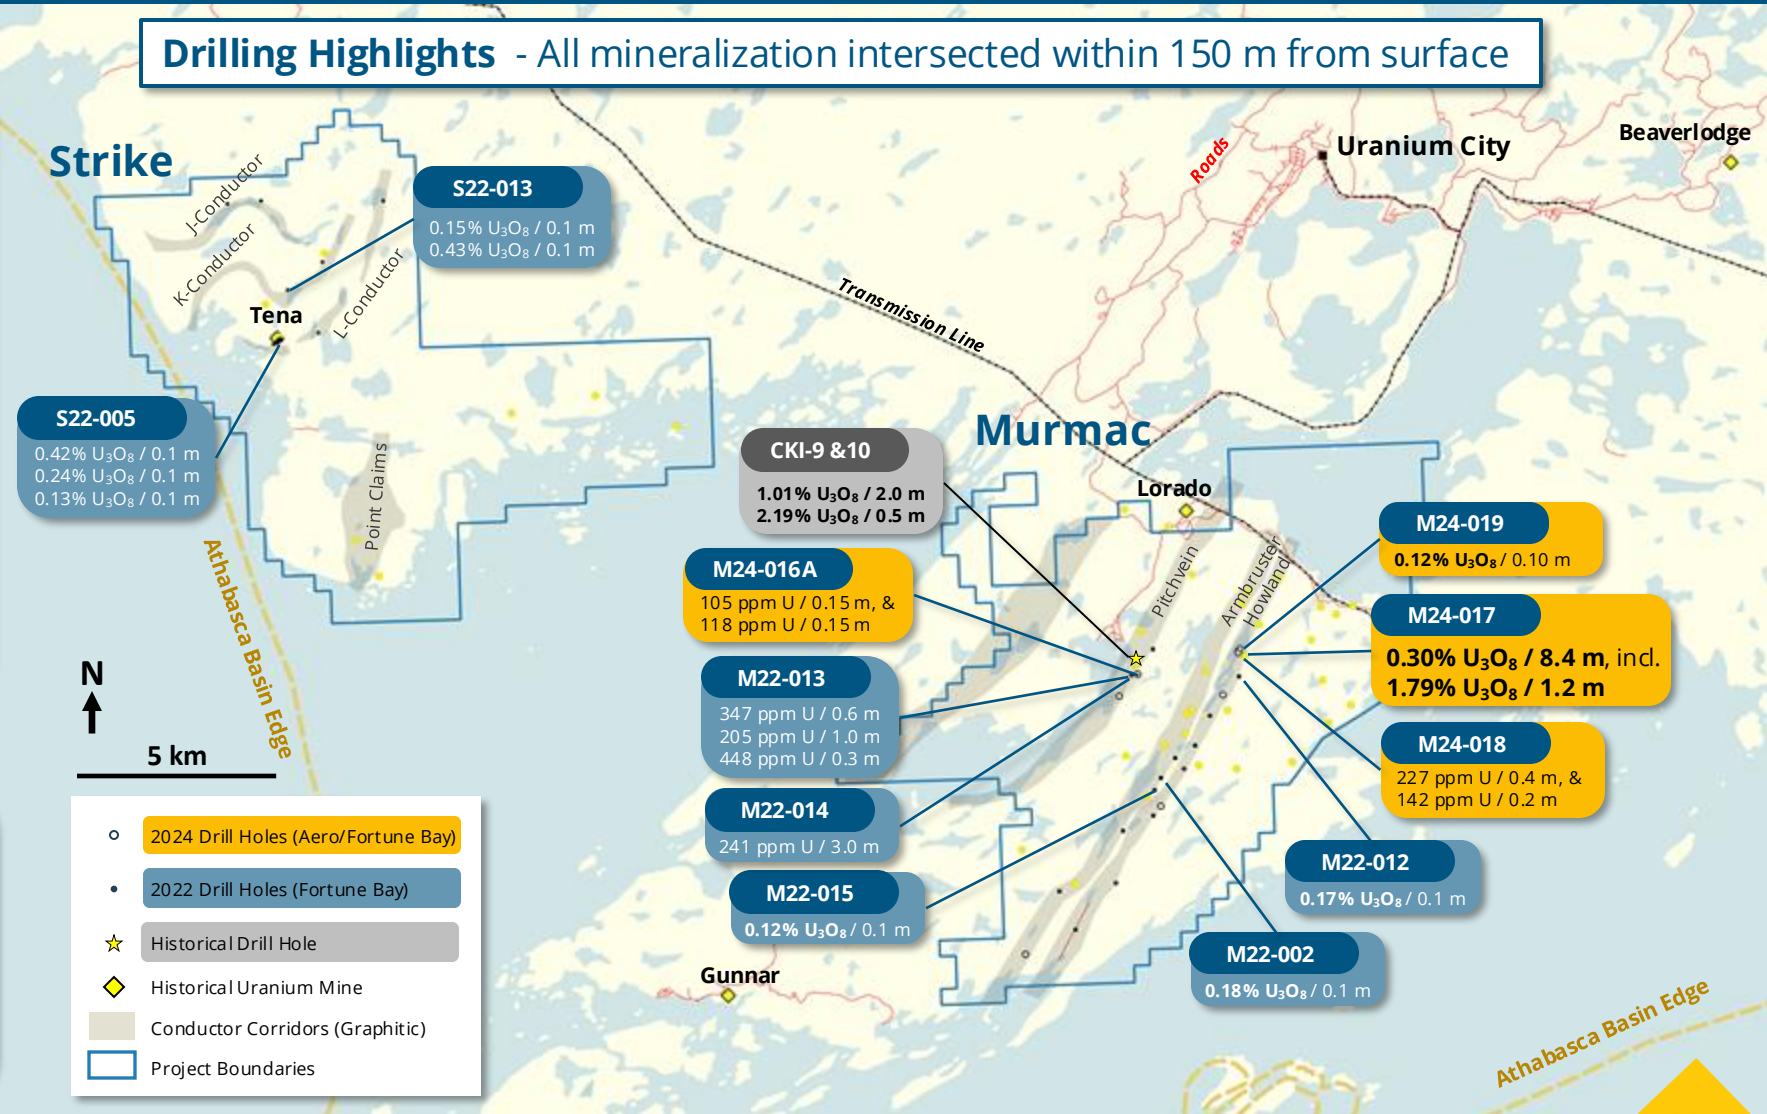 Drilling Highlights - All mineralization intersected within 150 m from surface
Strike
J-Conductor
K-Conductor
L-Conductor
Tena
Point Claims
S22-013
0.15% U₃O₈ / 0.1 m
0.43% U₃O₈ / 0.1 m
S22-005
0.42% U₃O₈ / 0.1 m
0.24% U₃O₈ / 0.1 m
0.13% U₃O₈ / 0.1 m
Athabasca Basin Edge
Transmission Line
Roads
Uranium City
Beaverlodge
Murmac
Lorado
Pitchvein
Armbruster
Howland
CKI-9 &10
1.01% U₃O₈ / 2.0 m
2.19% U₃O₈ / 0.5 m
M24-016A
105 ppm U / 0.15 m, &
118 ppm U / 0.15 m
M22-013
347 ppm U / 0.6 m
205 ppm U / 1.0 m
448 ppm U / 0.3 m
M22-014
241 ppm U / 3.0 m
M22-015
0.12% U₃O₈ / 0.1 m
M24-019
0.12% U₃O₈ / 0.10 m
M24-017
0.30% U₃O₈ / 8.4 m, incl.
1.79% U₃O₈ / 1.2 m
M24-018
227 ppm U / 0.4 m, &
142 ppm U / 0.2 m
M22-012
0.17% U₃O₈ / 0.1 m
M22-002
0.18% U₃O₈ / 0.1 m
Gunnar
Athabasca Basin Edge
N
5 km
2024 Drill Holes (Aero/Fortune Bay)
2022 Drill Holes (Fortune Bay)
Historical Drill Hole
Historical Uranium Mine
Conductor Corridors (Graphitic)
Project Boundaries